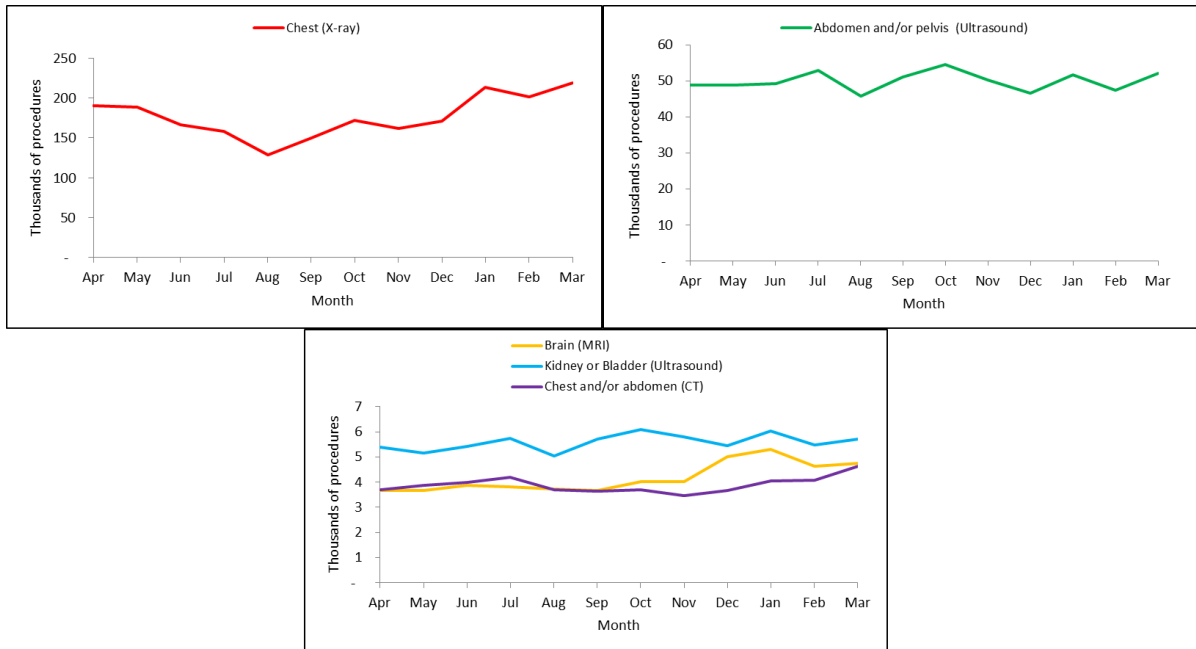 Chest (X-ray)
250
200
150
100
50
-
Thousands of procedures
Apr May Jun Jul Aug Sep Oct Nov Dec Jan Feb Mar
Month
Abdomen and/or pelvis (Ultrasound)
60
50
40
30
20
10
-
Thousdands of procedures
Apr May Jun Jul Aug Sep Oct Nov Dec Jan Feb Mar
Month
Brain (MRI)
Kidney or Bladder (Ultrasound)
Chest and/or abdomen (CT)
7
6
5
4
3
2
1
-
Thousands of procedures
Apr May Jun Jul Aug Sep Oct Nov Dec Jan Feb Mar
Month